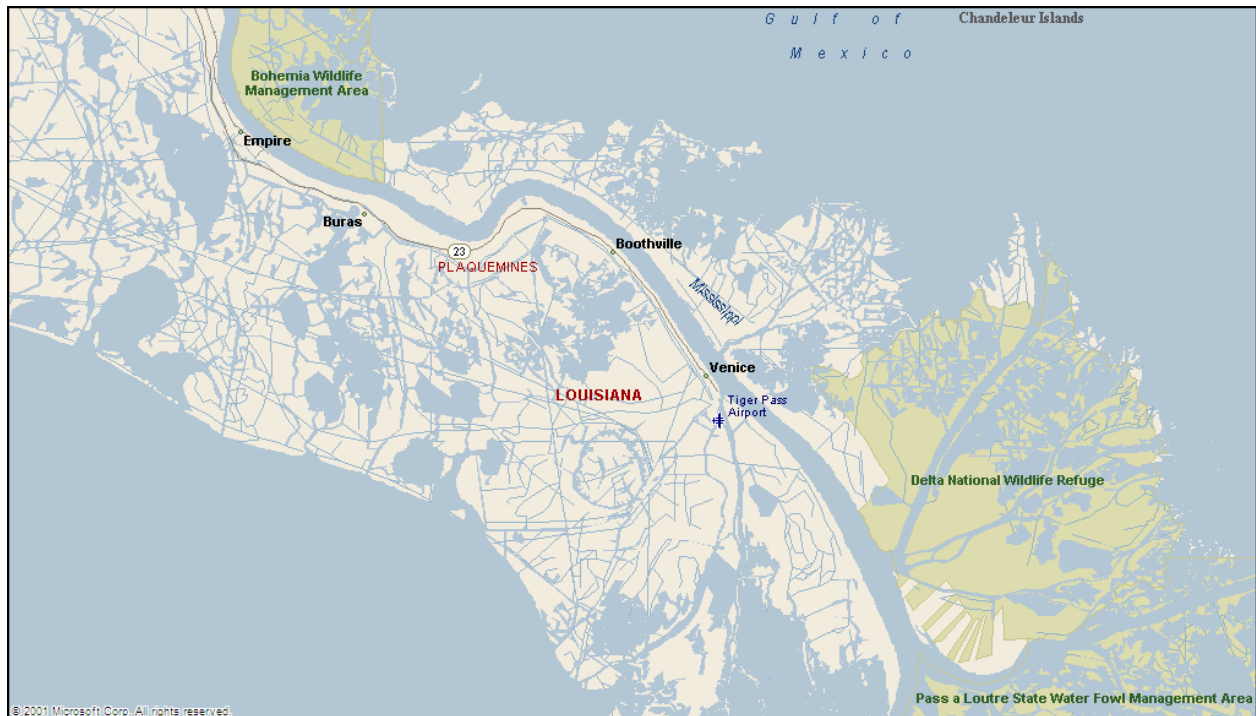 Gulf of
Mexico
Chandeleur Islands
Bohemia Wildlife
Management Area
Empire
Buras
23
PLAQUEMINES
Boothville
Mississippi
Venice
LOUISIANA
Tiger Pass
Airport
Delta National Wildlife Refuge
Pass a Loutre State Water Fowl Management Area
© 2001 Microsoft Corp. All rights reserved.